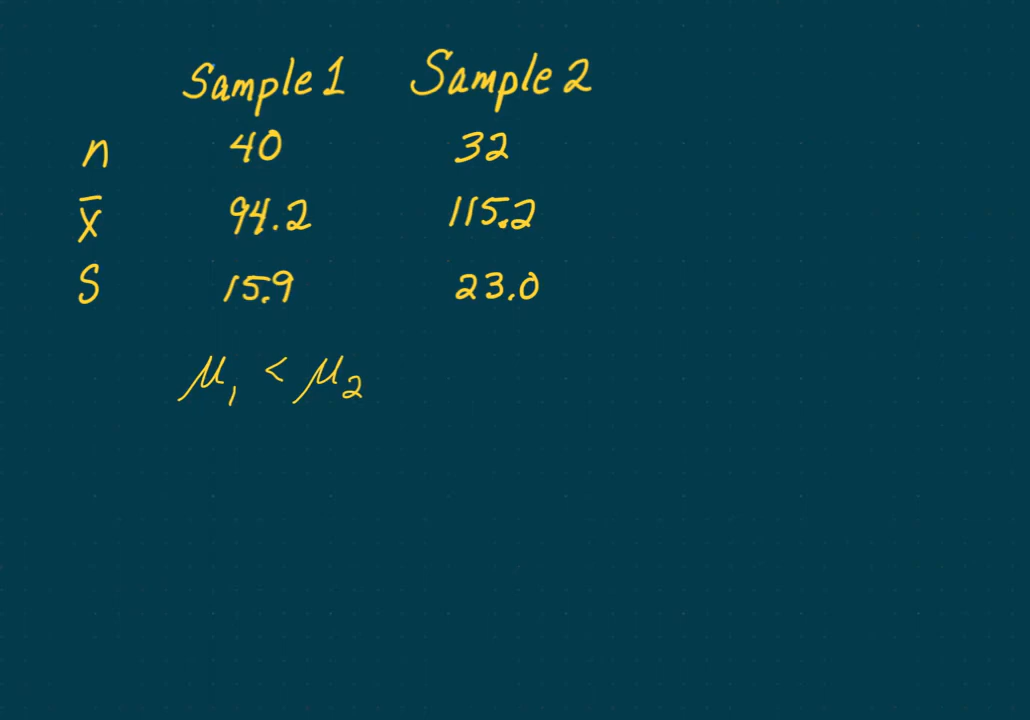 Sample 1 Sample 2
n 40 32
x̄ 94.2 115.2
S 15.9 23.0
μ₁ < μ₂